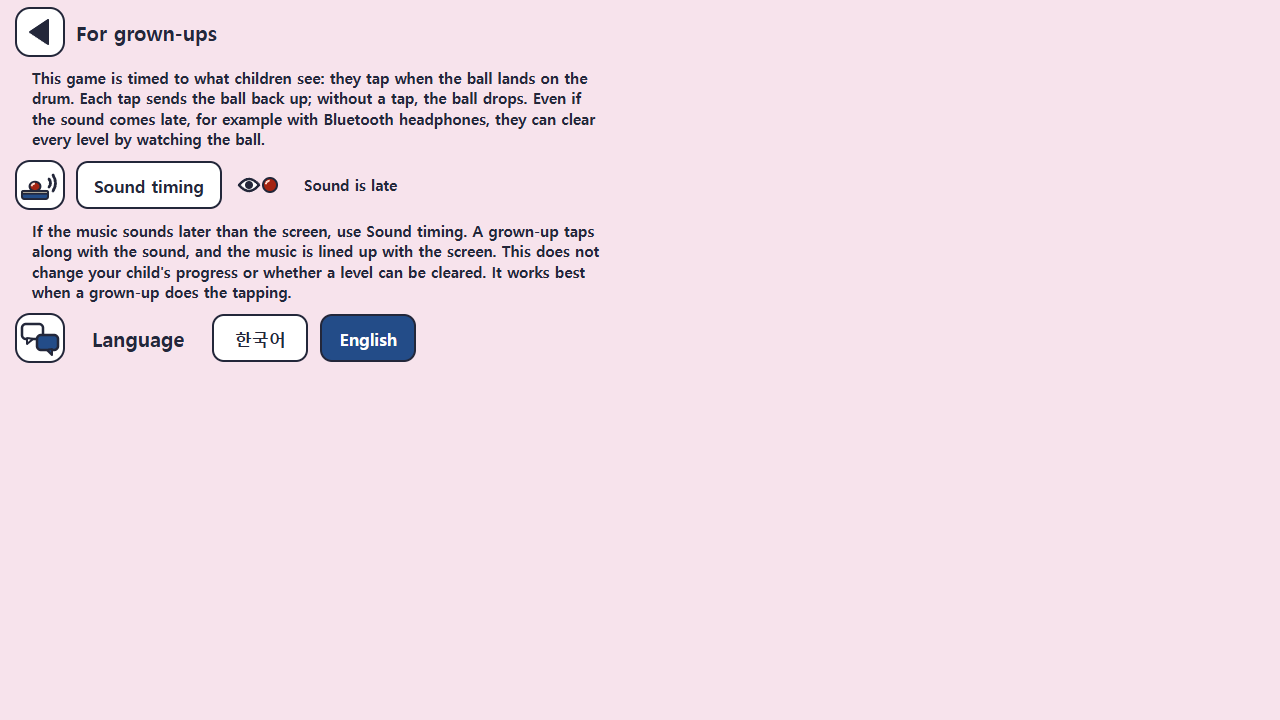 For grown-ups
This game is timed to what children see: they tap when the ball lands on the
drum. Each tap sends the ball back up; without a tap, the ball drops. Even if
the sound comes late, for example with Bluetooth headphones, they can clear
every level by watching the ball.
Sound timing Sound is late
If the music sounds later than the screen, use Sound timing. A grown-up taps
along with the sound, and the music is lined up with the screen. This does not
change your child's progress or whether a level can be cleared. It works best
when a grown-up does the tapping.
Language 한국어 English